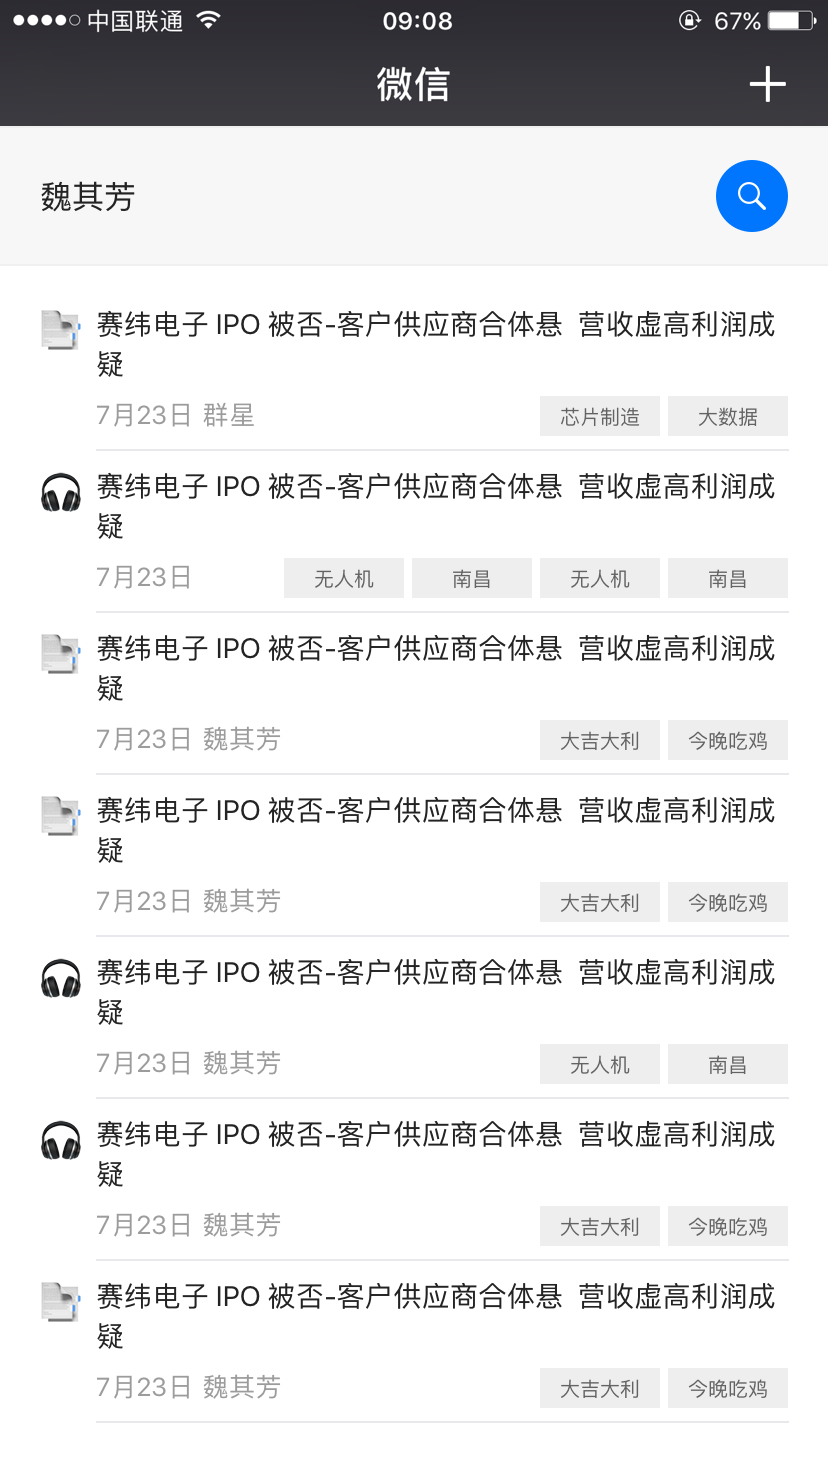 中国联通 09:08 67%
微信
魏其芳
赛纬电子 IPO 被否-客户供应商合体悬 营收虚高利润成
疑
7月23日 群星 芯片制造 大数据
赛纬电子 IPO 被否-客户供应商合体悬 营收虚高利润成
疑
7月23日 无人机 南昌 无人机 南昌
赛纬电子 IPO 被否-客户供应商合体悬 营收虚高利润成
疑
7月23日 魏其芳 大吉大利 今晚吃鸡
赛纬电子 IPO 被否-客户供应商合体悬 营收虚高利润成
疑
7月23日 魏其芳 大吉大利 今晚吃鸡
赛纬电子 IPO 被否-客户供应商合体悬 营收虚高利润成
疑
7月23日 魏其芳 无人机 南昌
赛纬电子 IPO 被否-客户供应商合体悬 营收虚高利润成
疑
7月23日 魏其芳 大吉大利 今晚吃鸡
赛纬电子 IPO 被否-客户供应商合体悬 营收虚高利润成
疑
7月23日 魏其芳 大吉大利 今晚吃鸡